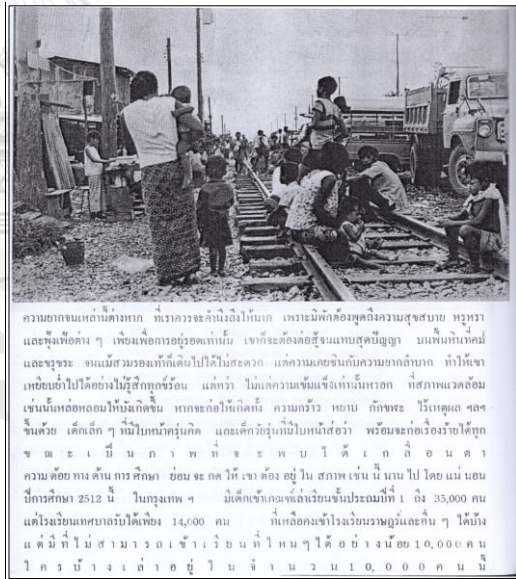 ความยากจนเหล่านี้ต่างหาก ที่เราควรจะคำนึงถึงให้มาก เพราะมิพักต้องพูดถึงความสุขสบาย หรูหรา
และฟุ้งเฟ้อต่าง ๆ เพียงเพื่อการอยู่รอดเท่านั้น เขาก็จะต้องต่อสู้จนแทบสุดปัญญา บนพื้นหินที่คม
และขรุขระ จนแม้สวมรองเท้าก็เดินไปได้ไม่สะดวก แต่ความเคยชินกับความยากลำบาก ทำให้เขา
เหยียบย่ำไปได้อย่างไม่รู้สึกทุกข์ร้อน แต่ทว่า ไม่แต่ความเข้มแข็งเท่านั้นหรอก ที่สภาพแวดล้อม
เช่นนั้นหล่อหลอมให้บังเกิดขึ้น หากจะก่อให้เกิดทั้ง ความกร้าว หยาบ กักขฬะ ไร้เหตุผล ฯลฯ
ขึ้นด้วย เด็กเล็ก ๆ ที่มีใบหน้าครุ่นคิด และเด็กวัยรุ่นที่มีใบหน้าส่อว่า พร้อมจะก่อเรื่องร้ายได้ทุก
ขณะเป็นภาพที่จะพบได้เกลื่อนตา
ความด้อยทางด้านการศึกษา ย่อมจะกดให้เขาต้องอยู่ในสภาพเช่นนี้นานไปโดยแน่นอน
ปีการศึกษา 2512 นี้ ในกรุงเทพ ฯ มีเด็กเข้าเกณฑ์เล่าเรียนชั้นประถมปีที่ 1 ถึง 35,000 คน
แต่โรงเรียนเทศบาลรับได้เพียง 14,000 คน ที่เหลือคงเข้าโรงเรียนราษฎร์และอื่น ๆ ได้บ้าง
แต่มีที่ไม่สามารถเข้าเรียนที่ไหนๆได้อย่างน้อย10,000คน
ใครบ้างเล่าอยู่ในจำนวน10,000คนนี้